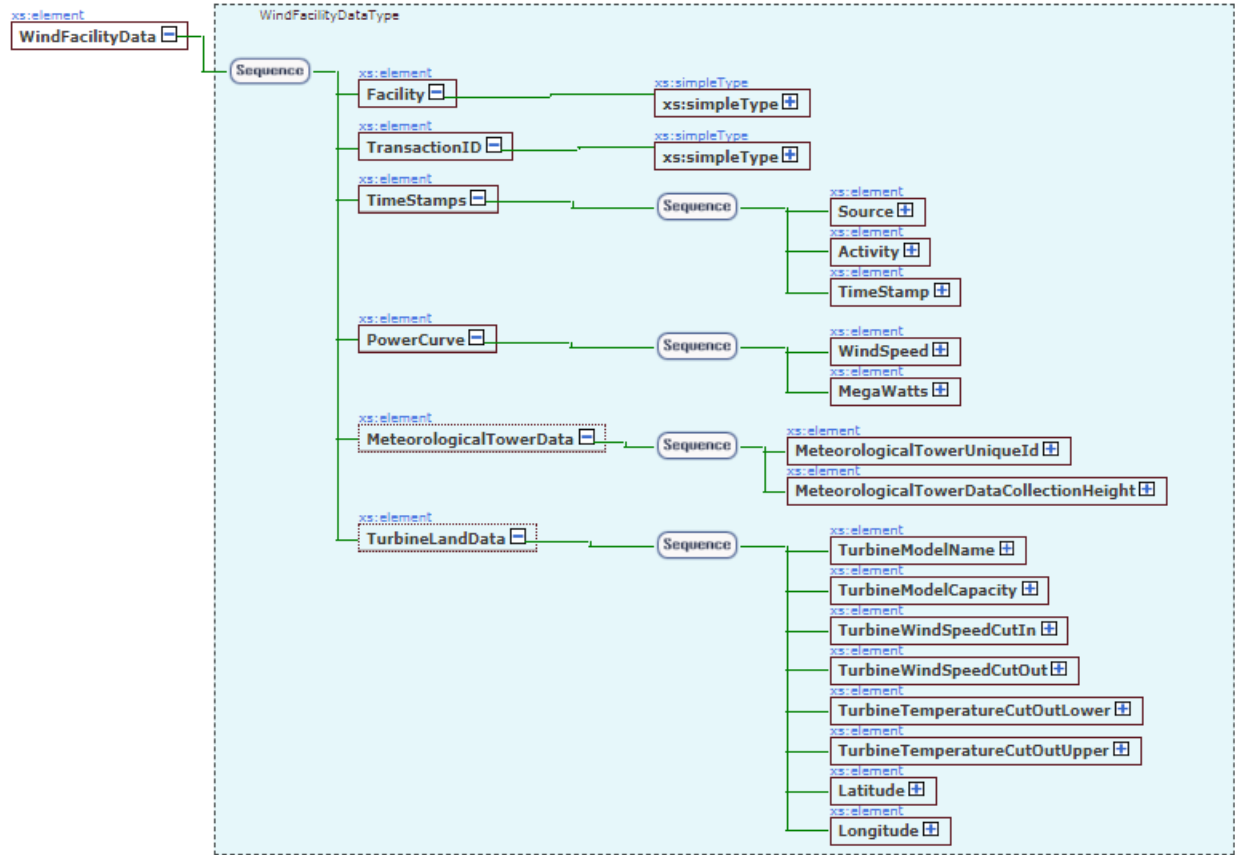 WindFacilityDataType
xs:element
WindFacilityData
Sequence
xs:element
Facility
xs:simpleType
xs:simpleType
xs:element
TransactionID
xs:simpleType
xs:simpleType
xs:element
TimeStamps
Sequence
xs:element
Source
xs:element
Activity
xs:element
TimeStamp
xs:element
PowerCurve
Sequence
xs:element
WindSpeed
xs:element
MegaWatts
xs:element
MeteorologicalTowerData
Sequence
xs:element
MeteorologicalTowerUniqueId
xs:element
MeteorologicalTowerDataCollectionHeight
xs:element
TurbineLandData
Sequence
xs:element
TurbineModelName
xs:element
TurbineModelCapacity
xs:element
TurbineWindSpeedCutIn
xs:element
TurbineWindSpeedCutOut
xs:element
TurbineTemperatureCutOutLower
xs:element
TurbineTemperatureCutOutUpper
xs:element
Latitude
xs:element
Longitude